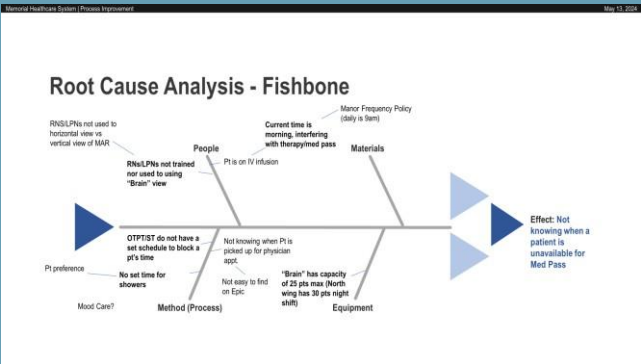 Memorial Healthcare System | Process Improvement
May 13, 2024
Root Cause Analysis - Fishbone
RNS/LPNs not used to
horizontal view vs
vertical view of MAR
RNs/LPNs not trained
nor used to using
"Brain" view
People
Pt is on IV infusion
Current time is
morning, interfering
with therapy/med pass
Manor Frequency Policy
(daily is 9am)
Materials
OTPT/ST do not have a
set schedule to block a
pt's time
Pt preference
No set time for
showers
Mood Care?
Method (Process)
Not knowing when Pt is
picked up for physician
appt.
Not easy to find
on Epic
"Brain" has capacity
of 25 pts max (North
wing has 30 pts night
shift)
Equipment
Effect: Not
knowing when a
patient is
unavailable for
Med Pass